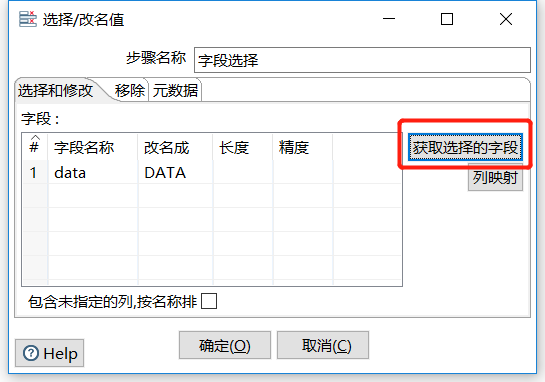 选择/改名值
步骤名称 字段选择
选择和修改 移除 元数据
字段 :
# 字段名称 改名成 长度 精度
获取选择的字段
1 data DATA
列映射
包含未指定的列,按名称排
Help 确定(O) 取消(C)